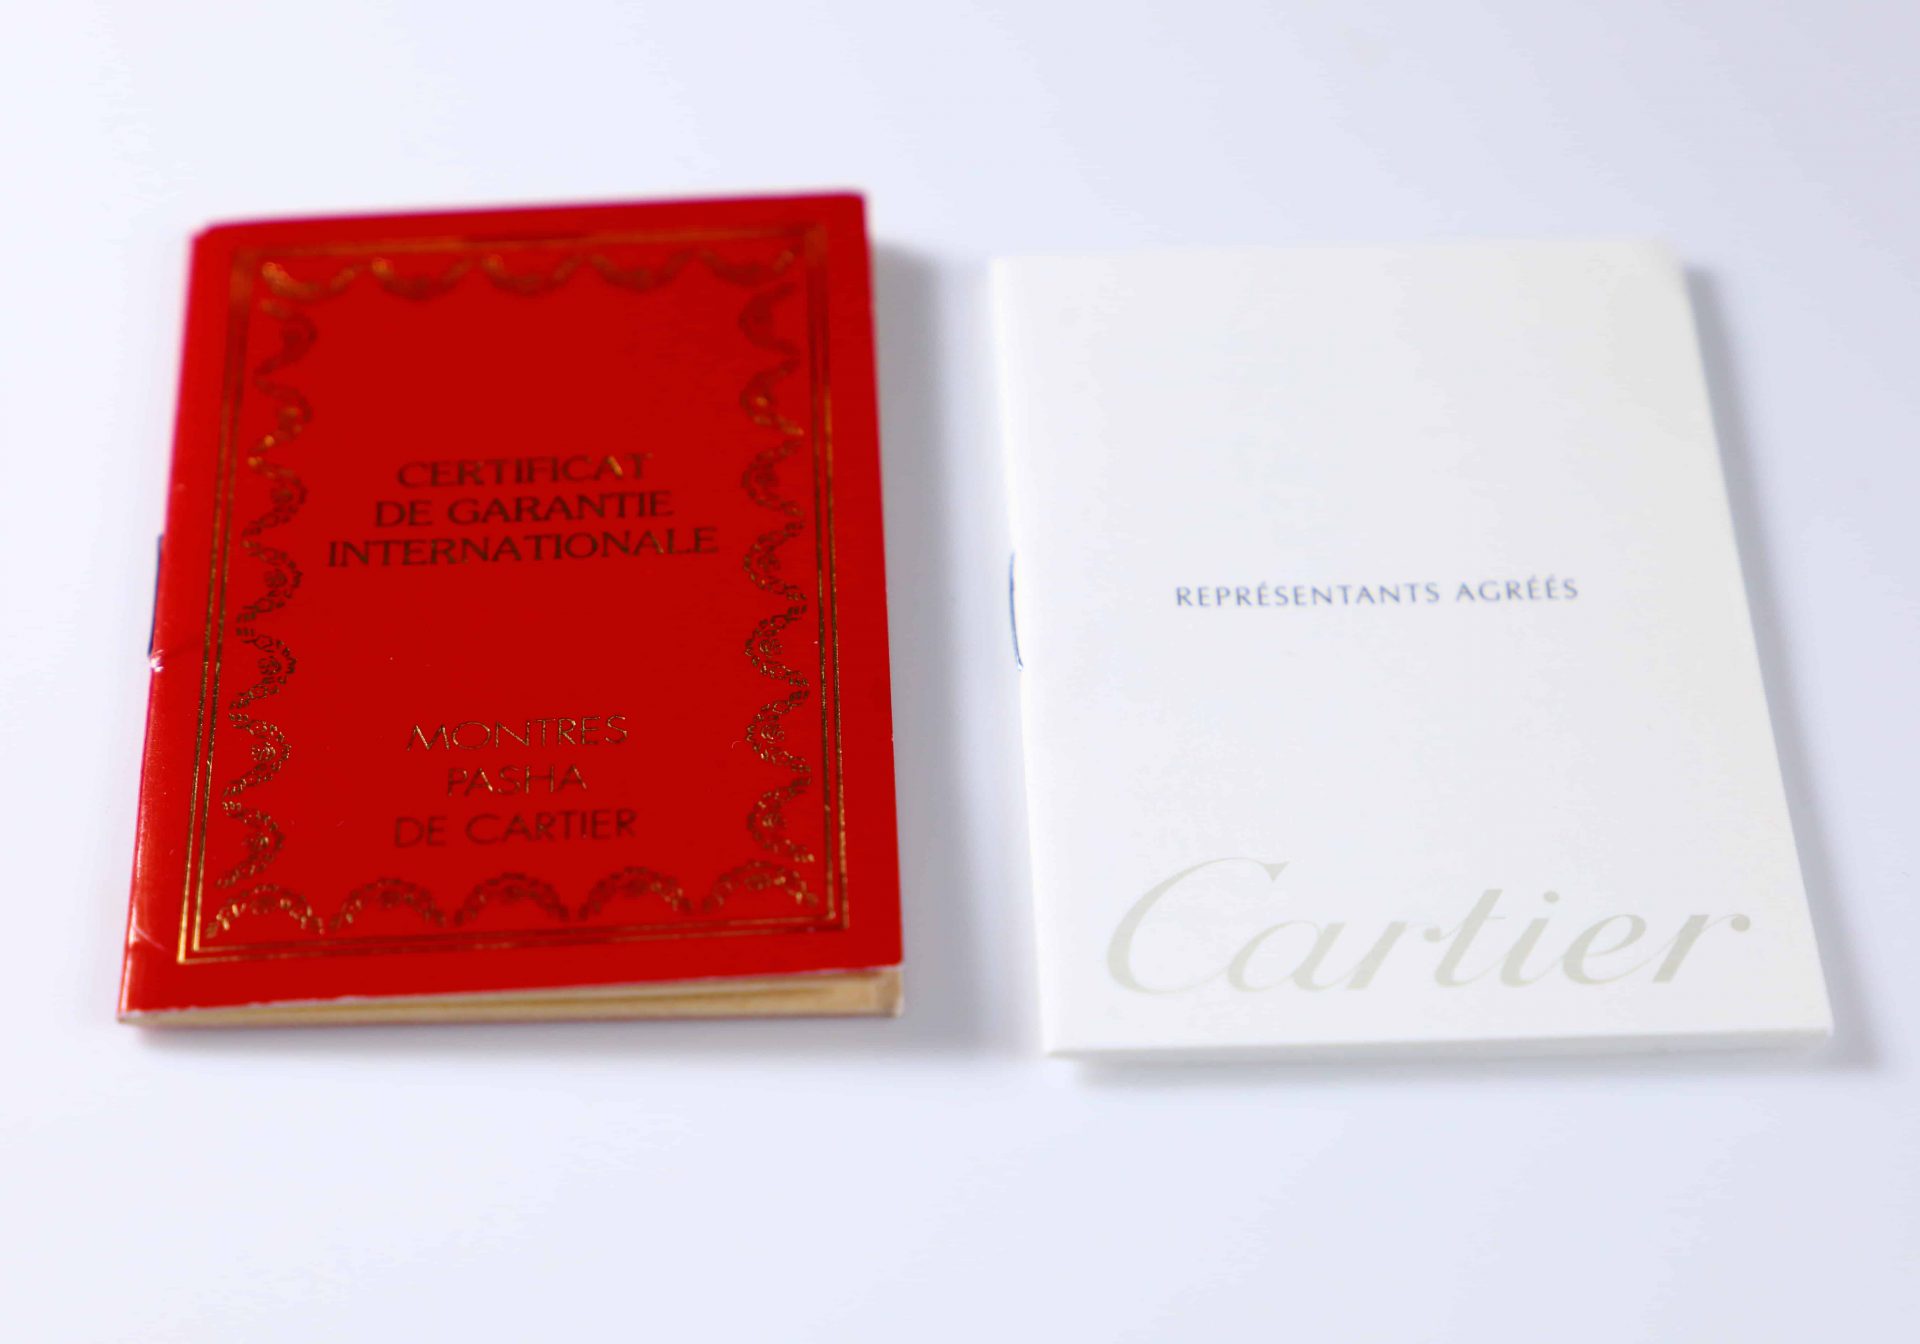 CERTIFICAT
DE GARANTIE
INTERNATIONALE
MONTRES
PASHA
DE CARTIER
REPRÉSENTANTS AGRÉÉS
Cartier